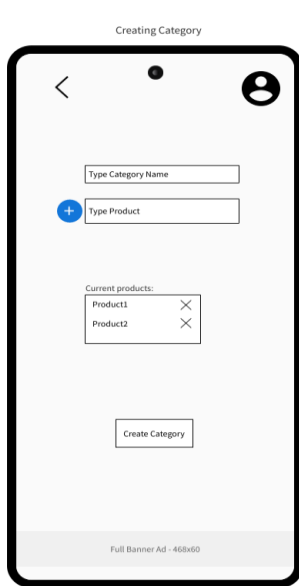 Creating Category
Type Category Name
Type Product
Current products:
Product1
Product2
Create Category
Full Banner Ad - 468x60